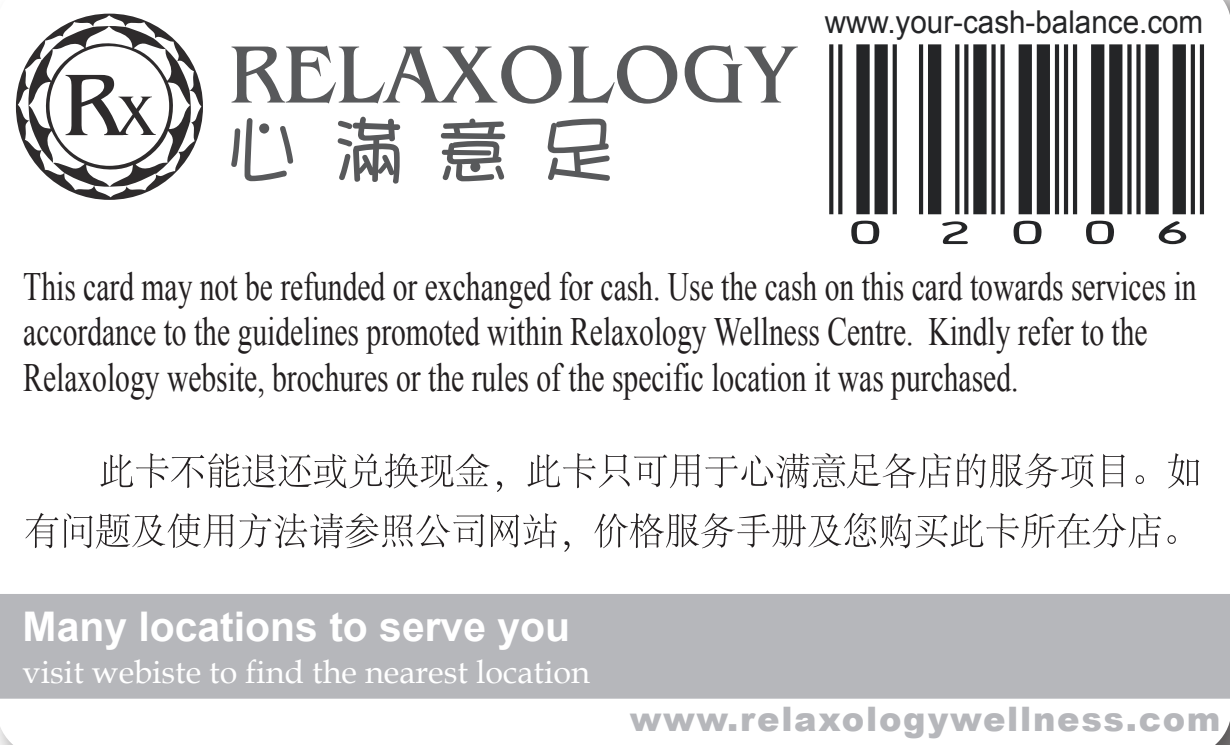 www.your-cash-balance.com
Rx
RELAXOLOGY
心滿意足
02006
This card may not be refunded or exchanged for cash. Use the cash on this card towards services in
accordance to the guidelines promoted within Relaxology Wellness Centre.  Kindly refer to the
Relaxology website, brochures or the rules of the specific location it was purchased.
此卡不能退还或兑换现金，此卡只可用于心满意足各店的服务项目。如
有问题及使用方法请参照公司网站，价格服务手册及您购买此卡所在分店。
Many locations to serve you
visit webiste to find the nearest location
www.relaxologywellness.com